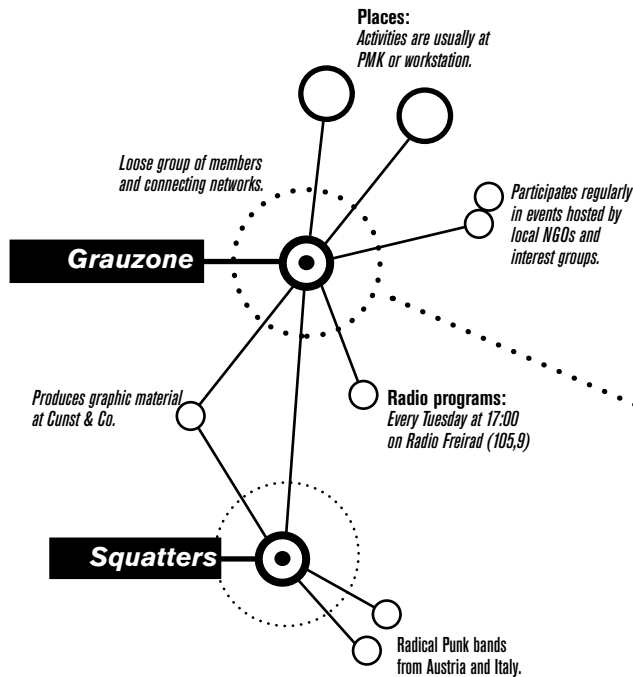 Places:
Activities are usually at
PMK or workstation.
Loose group of members
and connecting networks.
Participates regularly
in events hosted by
local NGOs and
interest groups.
Grauzone
Produces graphic material
at Cunst & Co.
Radio programs:
Every Tuesday at 17:00
on Radio Freirad (105,9)
Squatters
Radical Punk bands
from Austria and Italy.